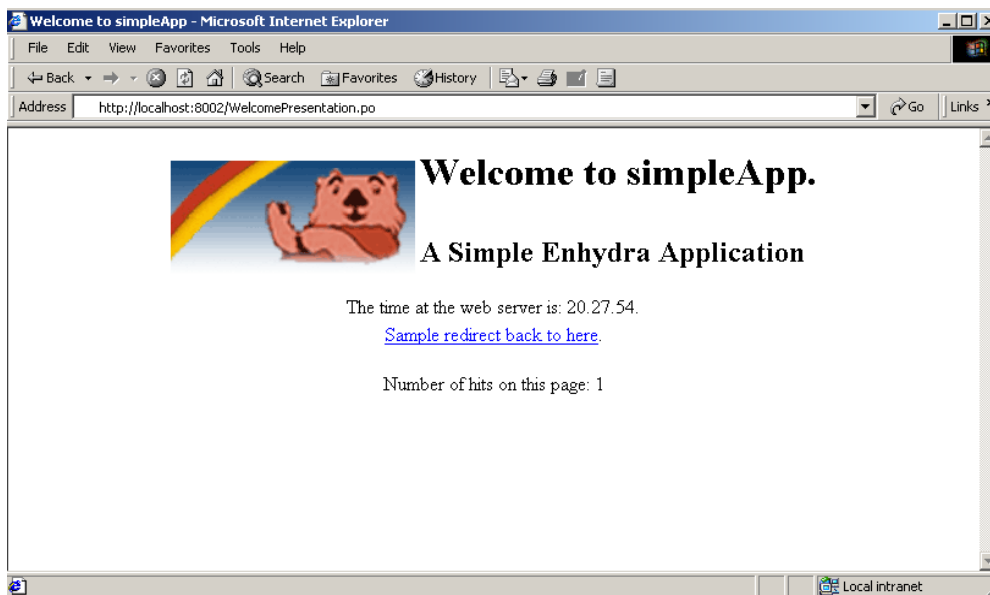 Welcome to simpleApp - Microsoft Internet Explorer
File Edit View Favorites Tools Help
Back Search Favorites History
Address http://localhost:8002/WelcomePresentation.po Go Links
Welcome to simpleApp.
A Simple Enhydra Application
The time at the web server is: 20.27.54.
Sample redirect back to here.
Number of hits on this page: 1
Local intranet